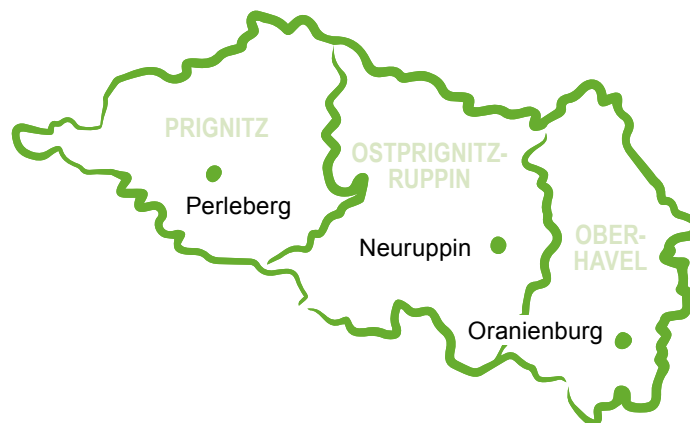 PRIGNITZ
Perleberg
OSTPRIGNITZ-
RUPPIN
Neuruppin
OBER-
HAVEL
Oranienburg